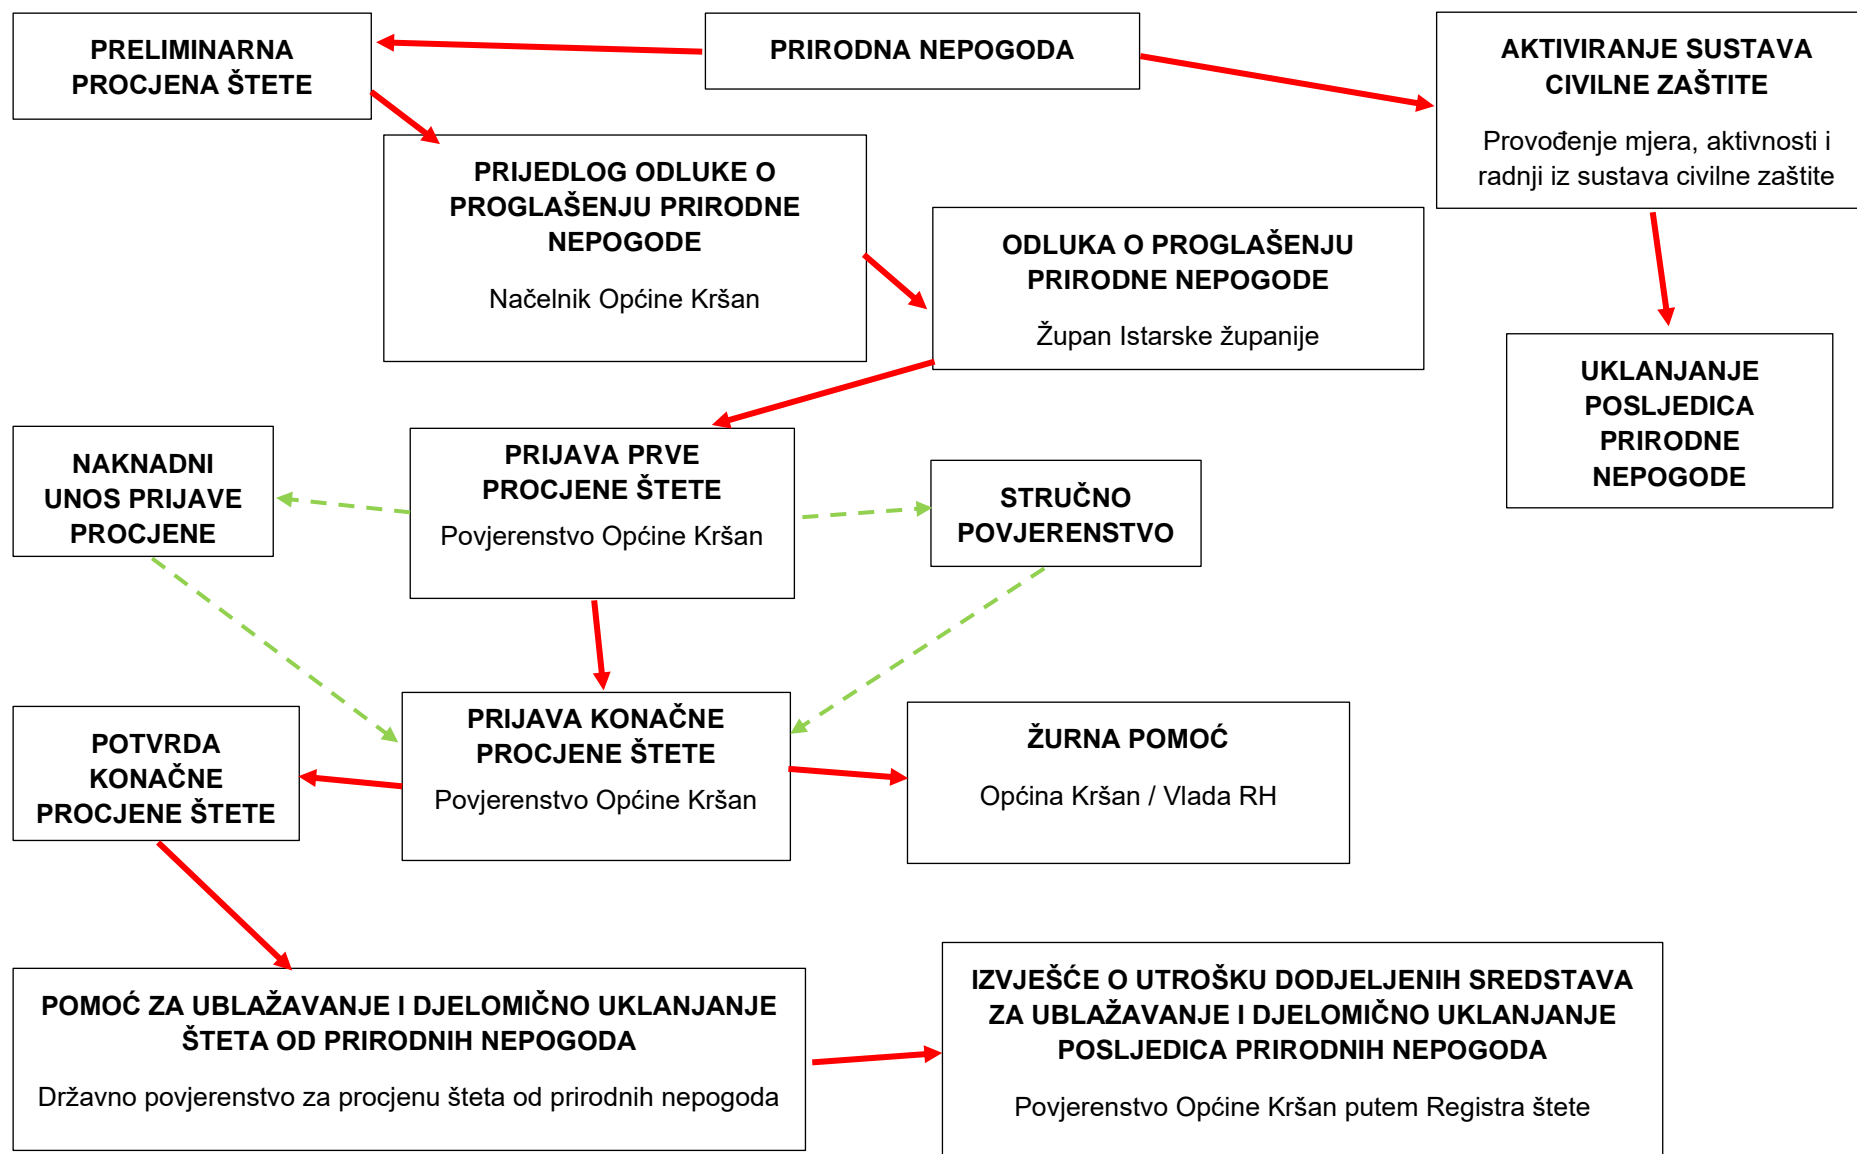 PRELIMINARNA
PROCJENA ŠTETE
PRIRODNA NEPOGODA
AKTIVIRANJE SUSTAVA
CIVILNE ZAŠTITE
Provođenje mjera, aktivnosti i
radnji iz sustava civilne zaštite
PRIJEDLOG ODLUKE O
PROGLAŠENJU PRIRODNE
NEPOGODE
Načelnik Općine Kršan
ODLUKA O PROGLAŠENJU
PRIRODNE NEPOGODE
Župan Istarske županije
UKLANJANJE
POSLJEDICA
PRIRODNE
NEPOGODE
NAKNADNI
UNOS PRIJAVE
PROCJENE
PRIJAVA PRVE
PROCJENE ŠTETE
Povjerenstvo Općine Kršan
STRUČNO
POVJERENSTVO
POTVRDA
KONAČNE
PROCJENE ŠTETE
PRIJAVA KONAČNE
PROCJENE ŠTETE
Povjerenstvo Općine Kršan
ŽURNA POMOĆ
Općina Kršan / Vlada RH
POMOĆ ZA UBLAŽAVANJE I DJELOMIČNO UKLANJANJE
ŠTETA OD PRIRODNIH NEPOGODA
Državno povjerenstvo za procjenu šteta od prirodnih nepogoda
IZVJEŠĆE O UTROŠKU DODJELJENIH SREDSTAVA
ZA UBLAŽAVANJE I DJELOMIČNO UKLANJANJE
POSLJEDICA PRIRODNIH NEPOGODA
Povjerenstvo Općine Kršan putem Registra štete